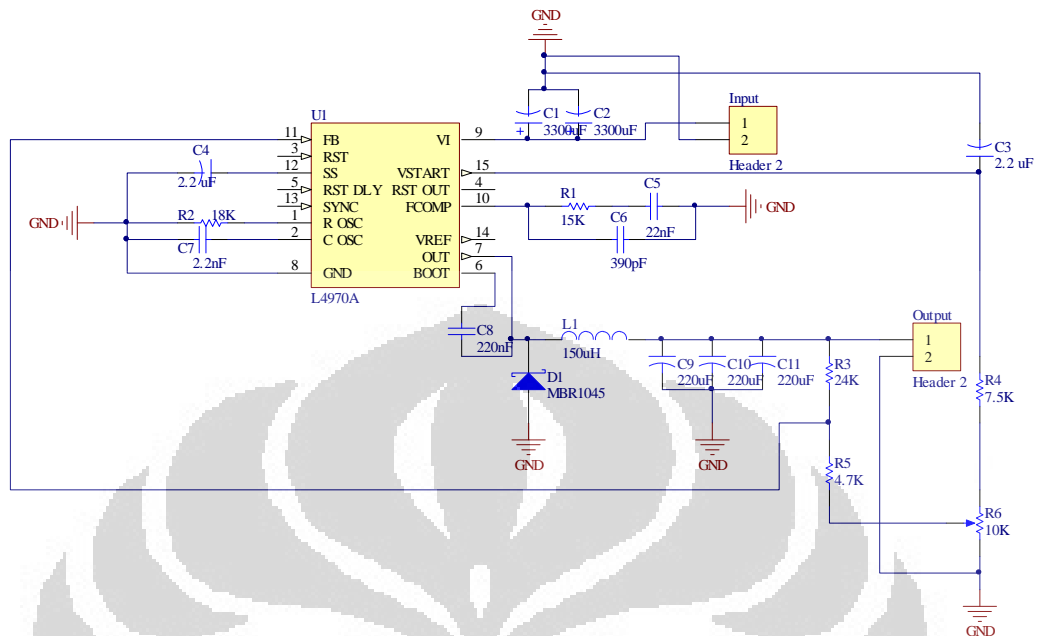 GND
U1
11 FB VI 9
3 RST
12 SS VSTART 15
5 RST DLY RST OUT 4
13 SYNC FCOMP 10
1 R OSC
2 C OSC VREF 14
OUT 7
8 GND BOOT 6
L4970A
C4
2.2 uF
GND
R2 18K
C7
2.2nF
C1
3300uF
C2
3300uF
+
+
Input
1
2
Header 2
C3
2.2 uF
R1
15K
C5
22nF
GND
C6
390pF
C8
220nF
L1
150uH
D1
MBR1045
GND
C9
220uF
C10
220uF
C11
220uF
GND
R3
24K
Output
1
2
Header 2
R4
7.5K
R5
4.7K
R6
10K
GND